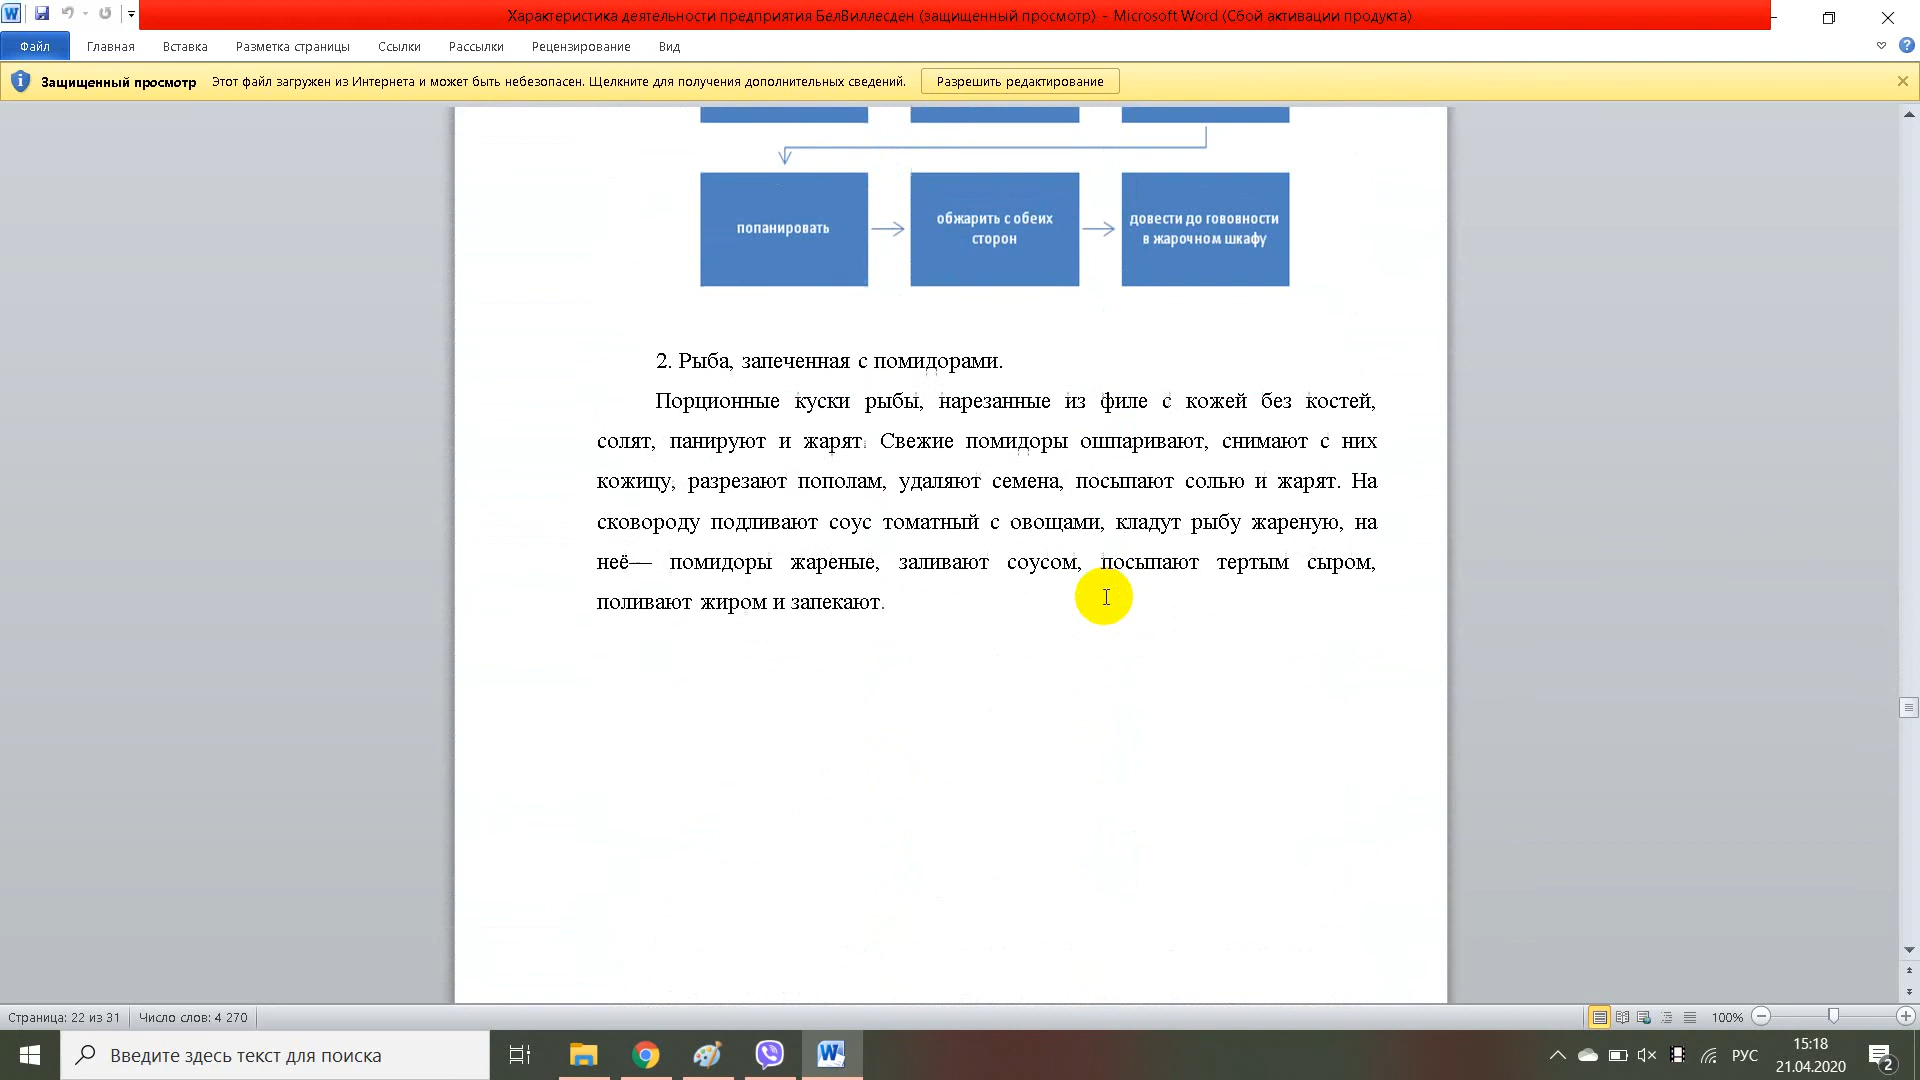 Характеристика деятельности предприятия БелВиллесден (защищенный просмотр) - Microsoft Word (Сбой активации продукта)
Файл Главная Вставка Разметка страницы Ссылки Рассылки Рецензирование Вид
Защищенный просмотр Этот файл загружен из Интернета и может быть небезопасен. Щелкните для получения дополнительных сведений. Разрешить редактирование
попанировать
обжарить с обеих
сторон
довести до гововности
в жарочном шкафу
2. Рыба, запеченная с помидорами.
Порционные куски рыбы, нарезанные из филе с кожей без костей,
солят, панируют и жарят. Свежие помидоры ошпаривают, снимают с них
кожицу, разрезают пополам, удаляют семена, посыпают солью и жарят. На
сковороду подливают соус томатный с овощами, кладут рыбу жареную, на
неё— помидоры жареные, заливают соусом, посыпают тертым сыром,
поливают жиром и запекают.
Страница: 22 из 31 Число слов: 4 270 100%
Введите здесь текст для поиска
РУС
15:18
21.04.2020
2